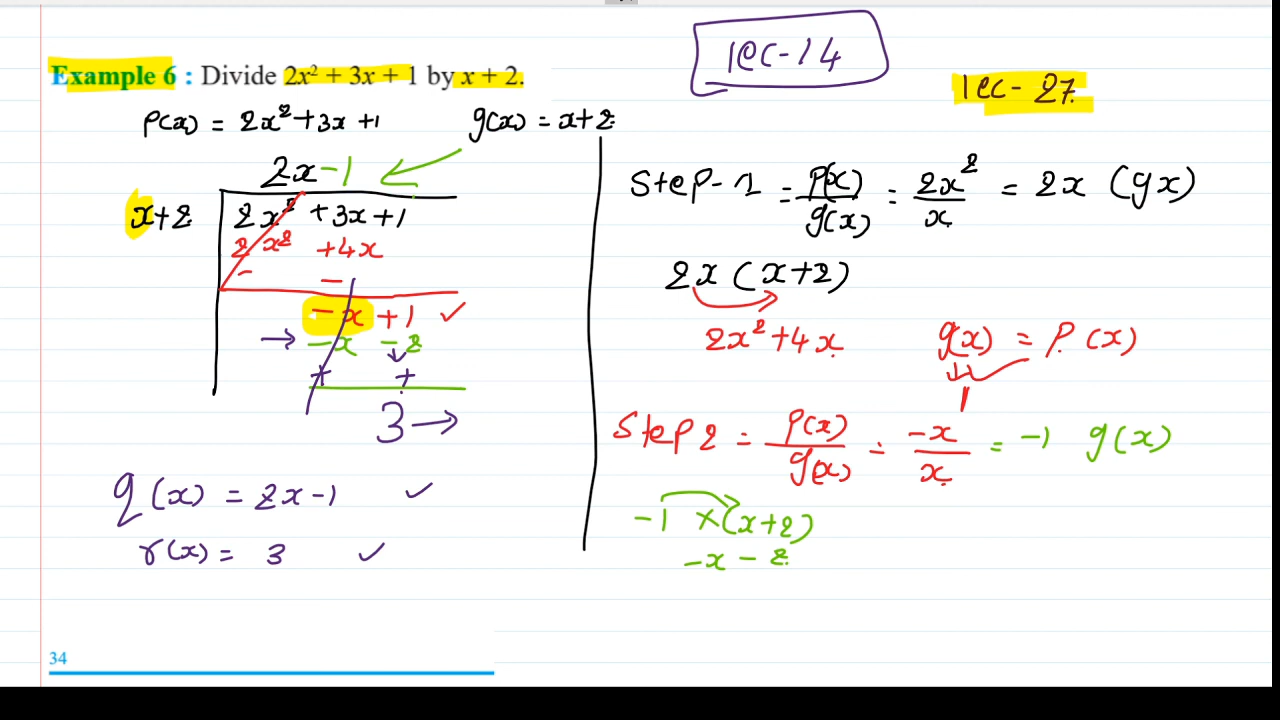 lec-14
Example 6 : Divide 2x² + 3x + 1 by x + 2.
lec- 27.
p(x) = 2x²+3x +1
g(x) = x+2
2x -1
x+2
2x² +3x+1
2x² +4x
- -
-x +1 ✓
→ -x -2
+ +
3 →
q(x) = 2x-1 ✓
r(x) = 3 ✓
Step-1 = p(x)/g(x) = 2x²/x = 2x (gx)
2x (x+2)
2x²+4x
g(x) = P(x)
Step 2 = p(x)/g(x) = -x/x = -1 g(x)
-1 ×(x+2)
-x - 2
34